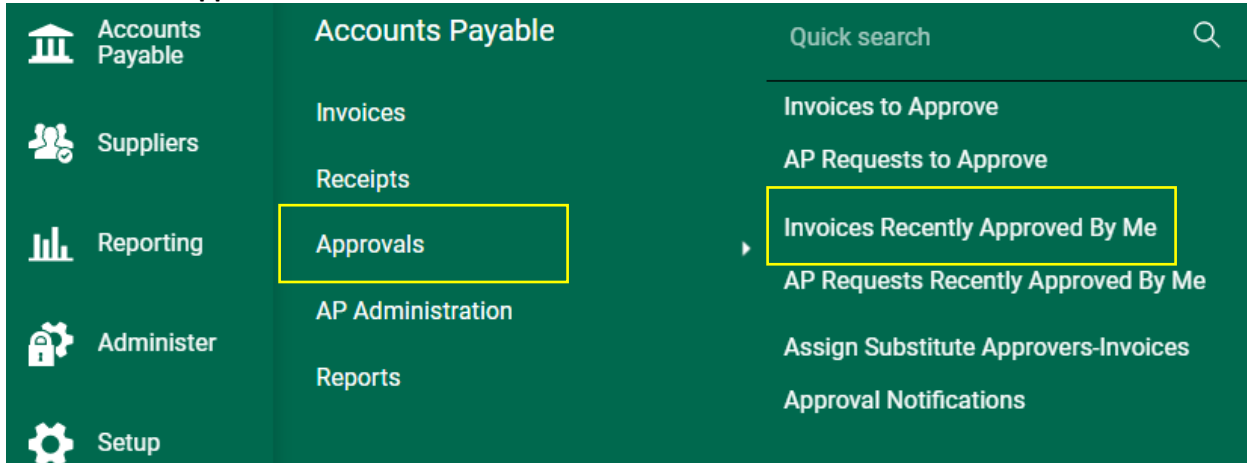 Accounts
Payable
Suppliers
Reporting
Administer
Setup
Accounts Payable
Invoices
Receipts
Approvals
AP Administration
Reports
Quick search
Invoices to Approve
AP Requests to Approve
Invoices Recently Approved By Me
AP Requests Recently Approved By Me
Assign Substitute Approvers-Invoices
Approval Notifications